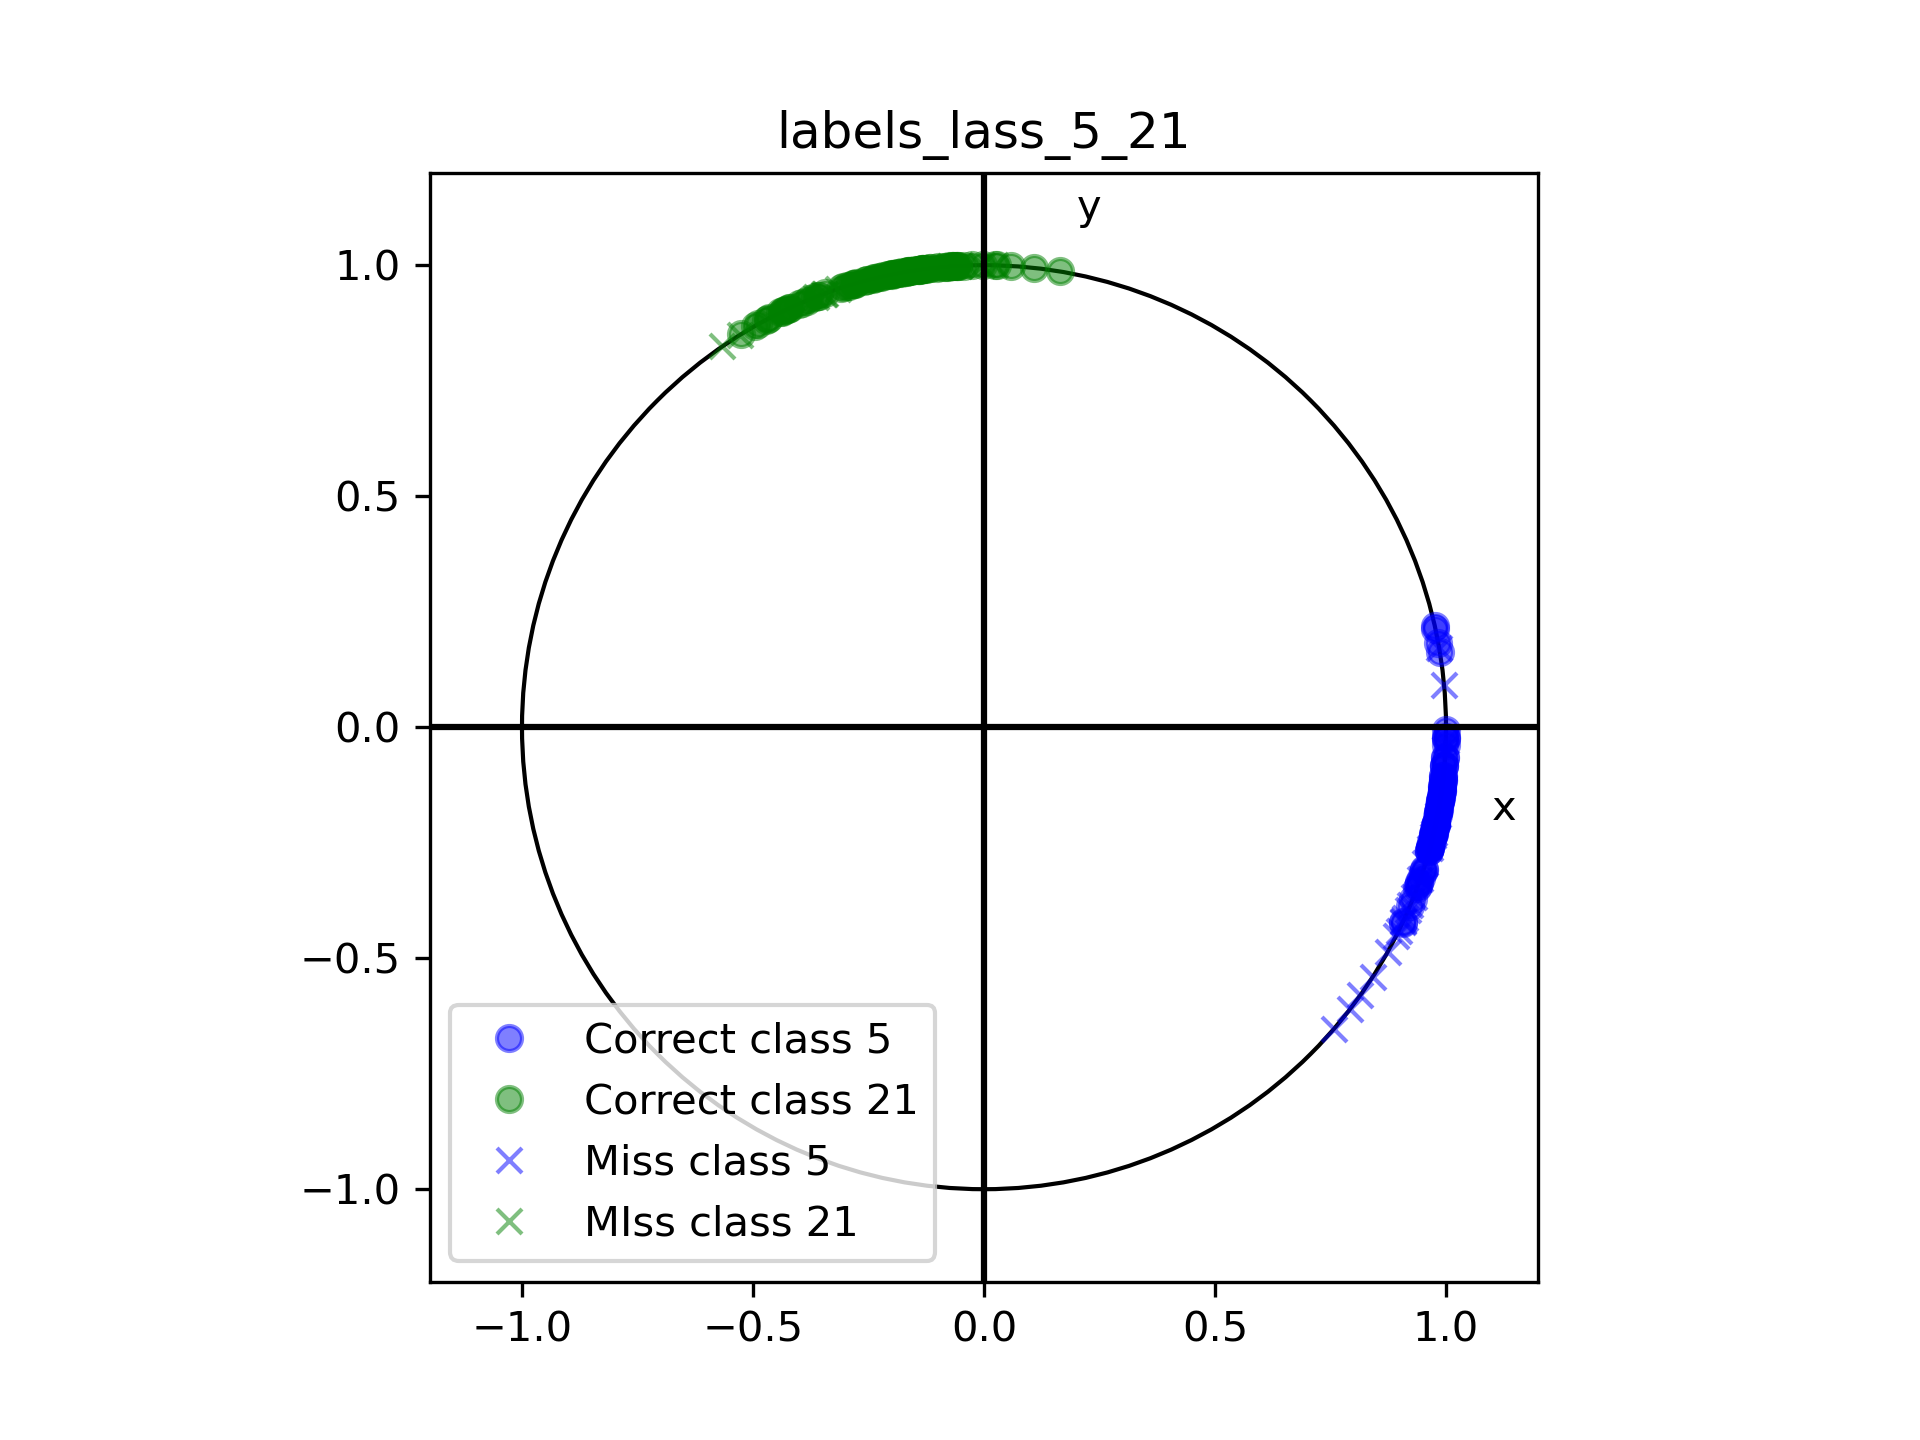 labels_lass_5_21
y
1.0
0.5
0.0
x
−0.5
−1.0
Correct class 5
Correct class 21
Miss class 5
MIss class 21
−1.0 −0.5 0.0 0.5 1.0